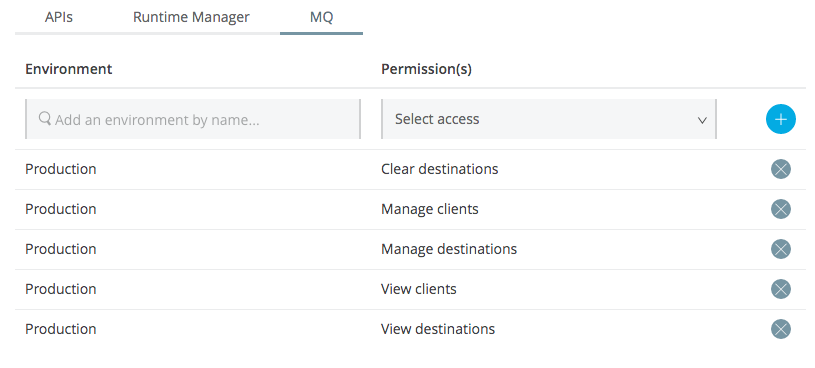 APIs Runtime Manager MQ
Environment Permission(s)
Add an environment by name... Select access
Production Clear destinations
Production Manage clients
Production Manage destinations
Production View clients
Production View destinations